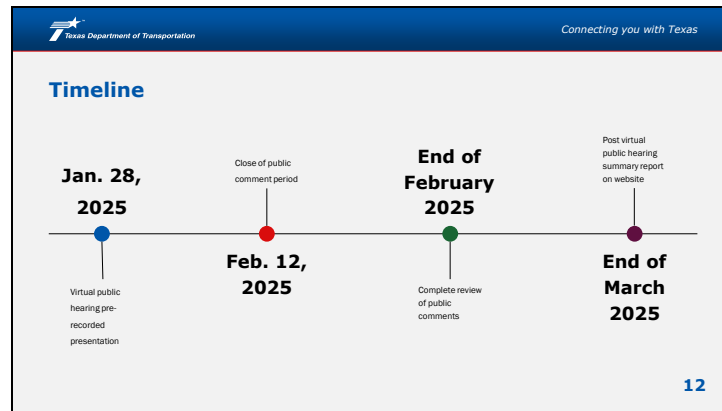 Texas Department of Transportation
Connecting you with Texas
Timeline
Jan. 28,
2025
Virtual public
hearing pre-
recorded
presentation
Close of public
comment period
Feb. 12,
2025
End of
February
2025
Complete review
of public
comments
Post virtual
public hearing
summary report
on website
End of
March
2025
12